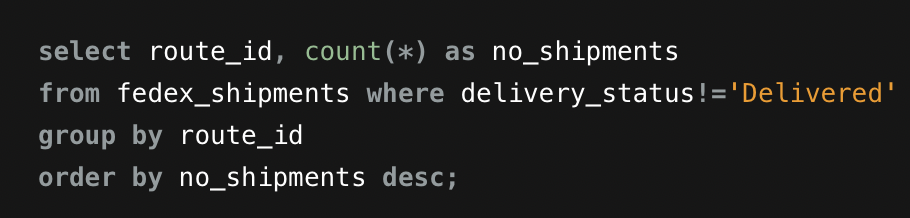 select route_id, count(*) as no_shipments
from fedex_shipments where delivery_status!='Delivered'
group by route_id
order by no_shipments desc;